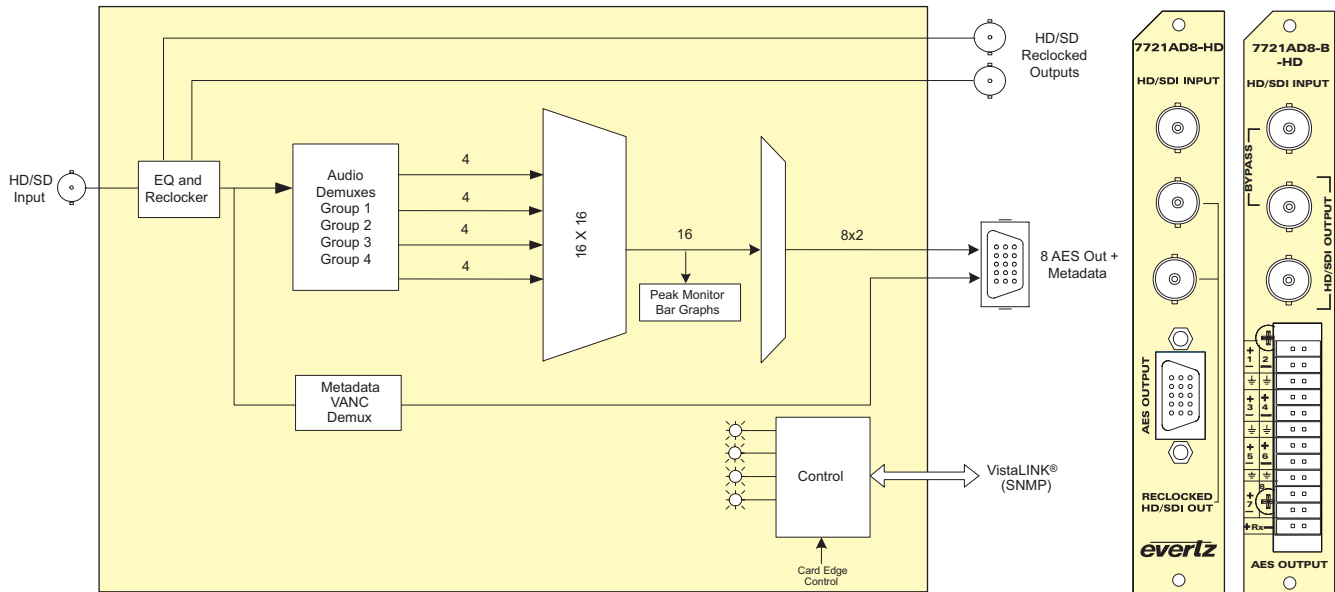 HD/SD
Reclocked
Outputs
HD/SD
Input
EQ and
Reclocker
Audio
Demuxes
Group 1
Group 2
Group 3
Group 4
4
4
4
4
16 X 16
16
Peak Monitor
Bar Graphs
8x2
8 AES Out +
Metadata
Metadata
VANC
Demux
Control
VistaLINK®
(SNMP)
Card Edge
Control
7721AD8-HD
HD/SDI INPUT
AES OUTPUT
RECLOCKED
HD/SDI OUT
evertz
7721AD8-B
-HD
HD/SDI INPUT
BYPASS
HD/SDI OUTPUT
+ 1 −
2 −
+ 3 −
+ 4 −
+ 5 −
+ 6 −
+ 7 −
8
+Rx−
AES OUTPUT